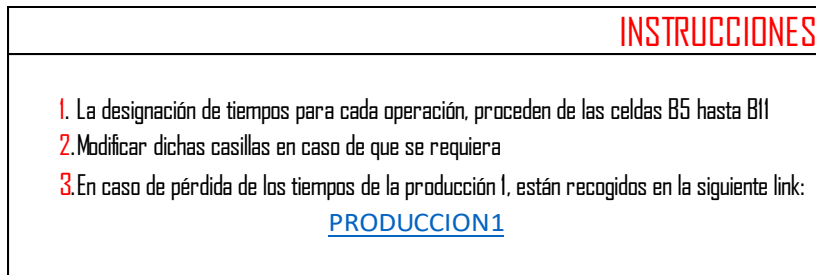 INSTRUCCIONES
1. La designación de tiempos para cada operación, proceden de las celdas B5 hasta B11
2.Modificar dichas casillas en caso de que se requiera
3.En caso de pérdida de los tiempos de la producción 1, están recogidos en la siguiente link:
PRODUCCION1